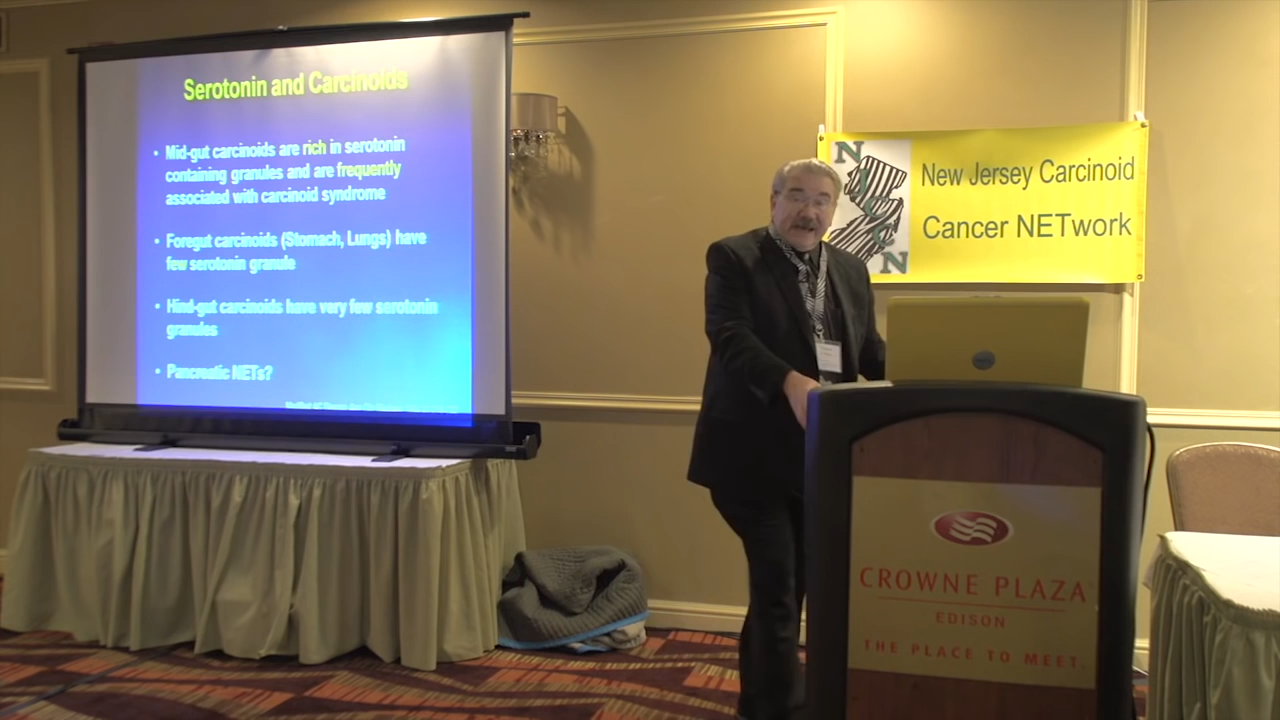 Serotonin and Carcinoids
• Mid-gut carcinoids are rich in serotonin
containing granules and are frequently
associated with carcinoid syndrome
• Foregut carcinoids (Stomach, Lungs) have
few serotonin granule
• Hind-gut carcinoids have very few serotonin
granules
• Pancreatic NETs?
NJCCN
New Jersey Carcinoid
Cancer NETwork
DELL
CROWNE PLAZA
EDISON
THE PLACE TO MEET.